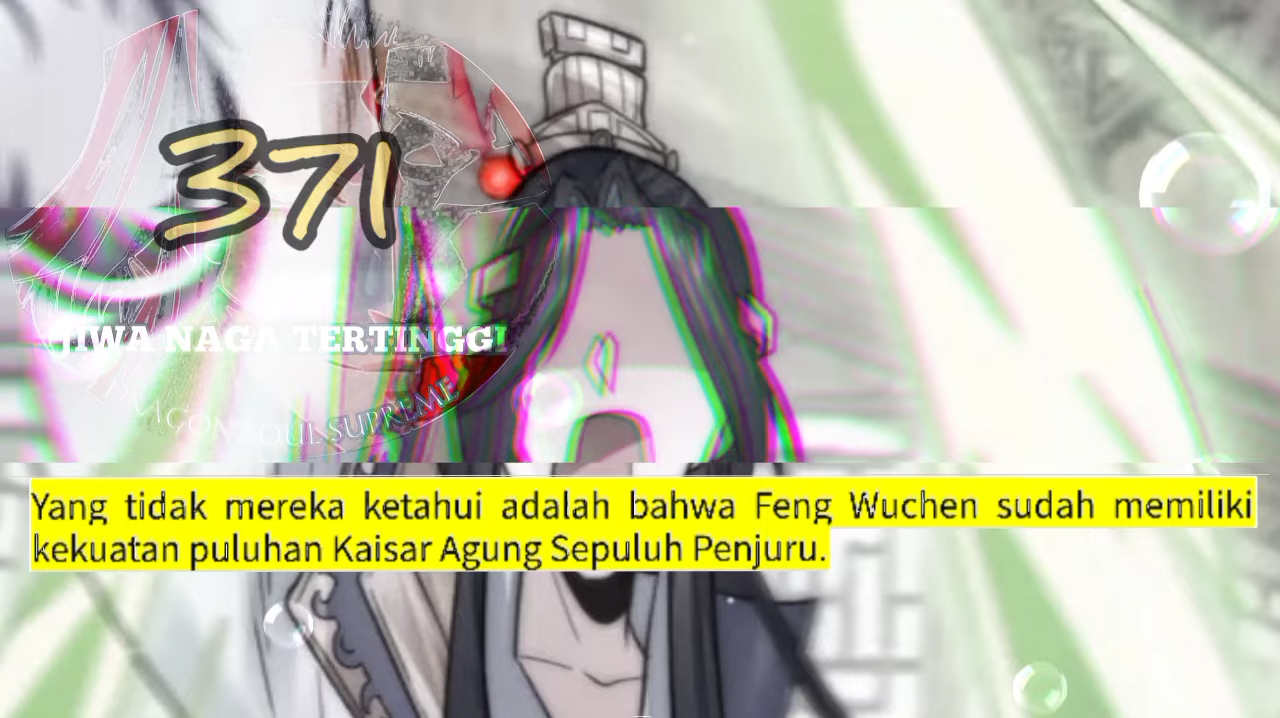 371
JIWA NAGA TERTINGGI
SUPREME
Yang tidak mereka ketahui adalah bahwa Feng Wuchen sudah memiliki
kekuatan puluhan Kaisar Agung Sepuluh Penjuru.